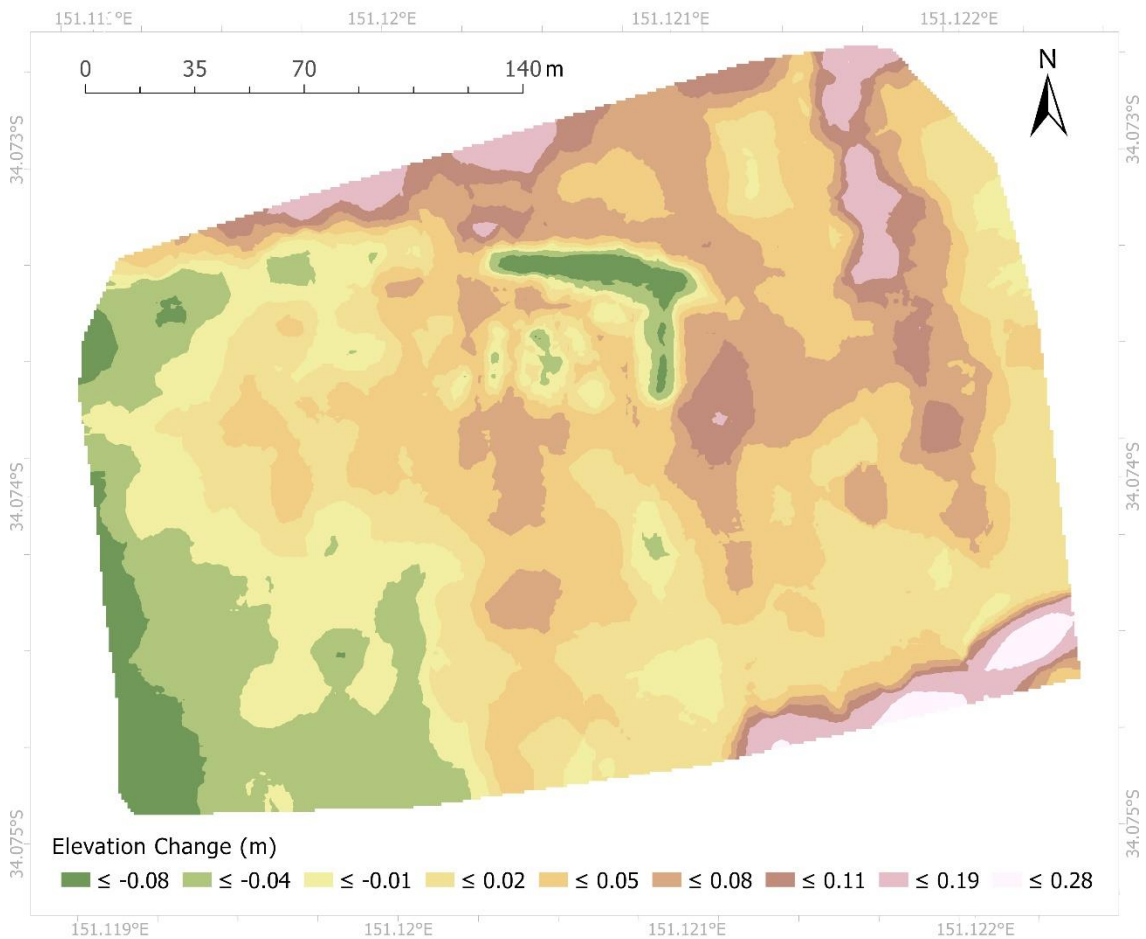 151.12°E 151.121°E 151.122°E
0 35 70 140 m
N
34.073°S 34.073°S
34.074°S 34.074°S
34.075°S 34.075°S
Elevation Change (m)
≤ -0.08 ≤ -0.04 ≤ -0.01 ≤ 0.02 ≤ 0.05 ≤ 0.08 ≤ 0.11 ≤ 0.19 ≤ 0.28
151.119°E 151.12°E 151.121°E 151.122°E